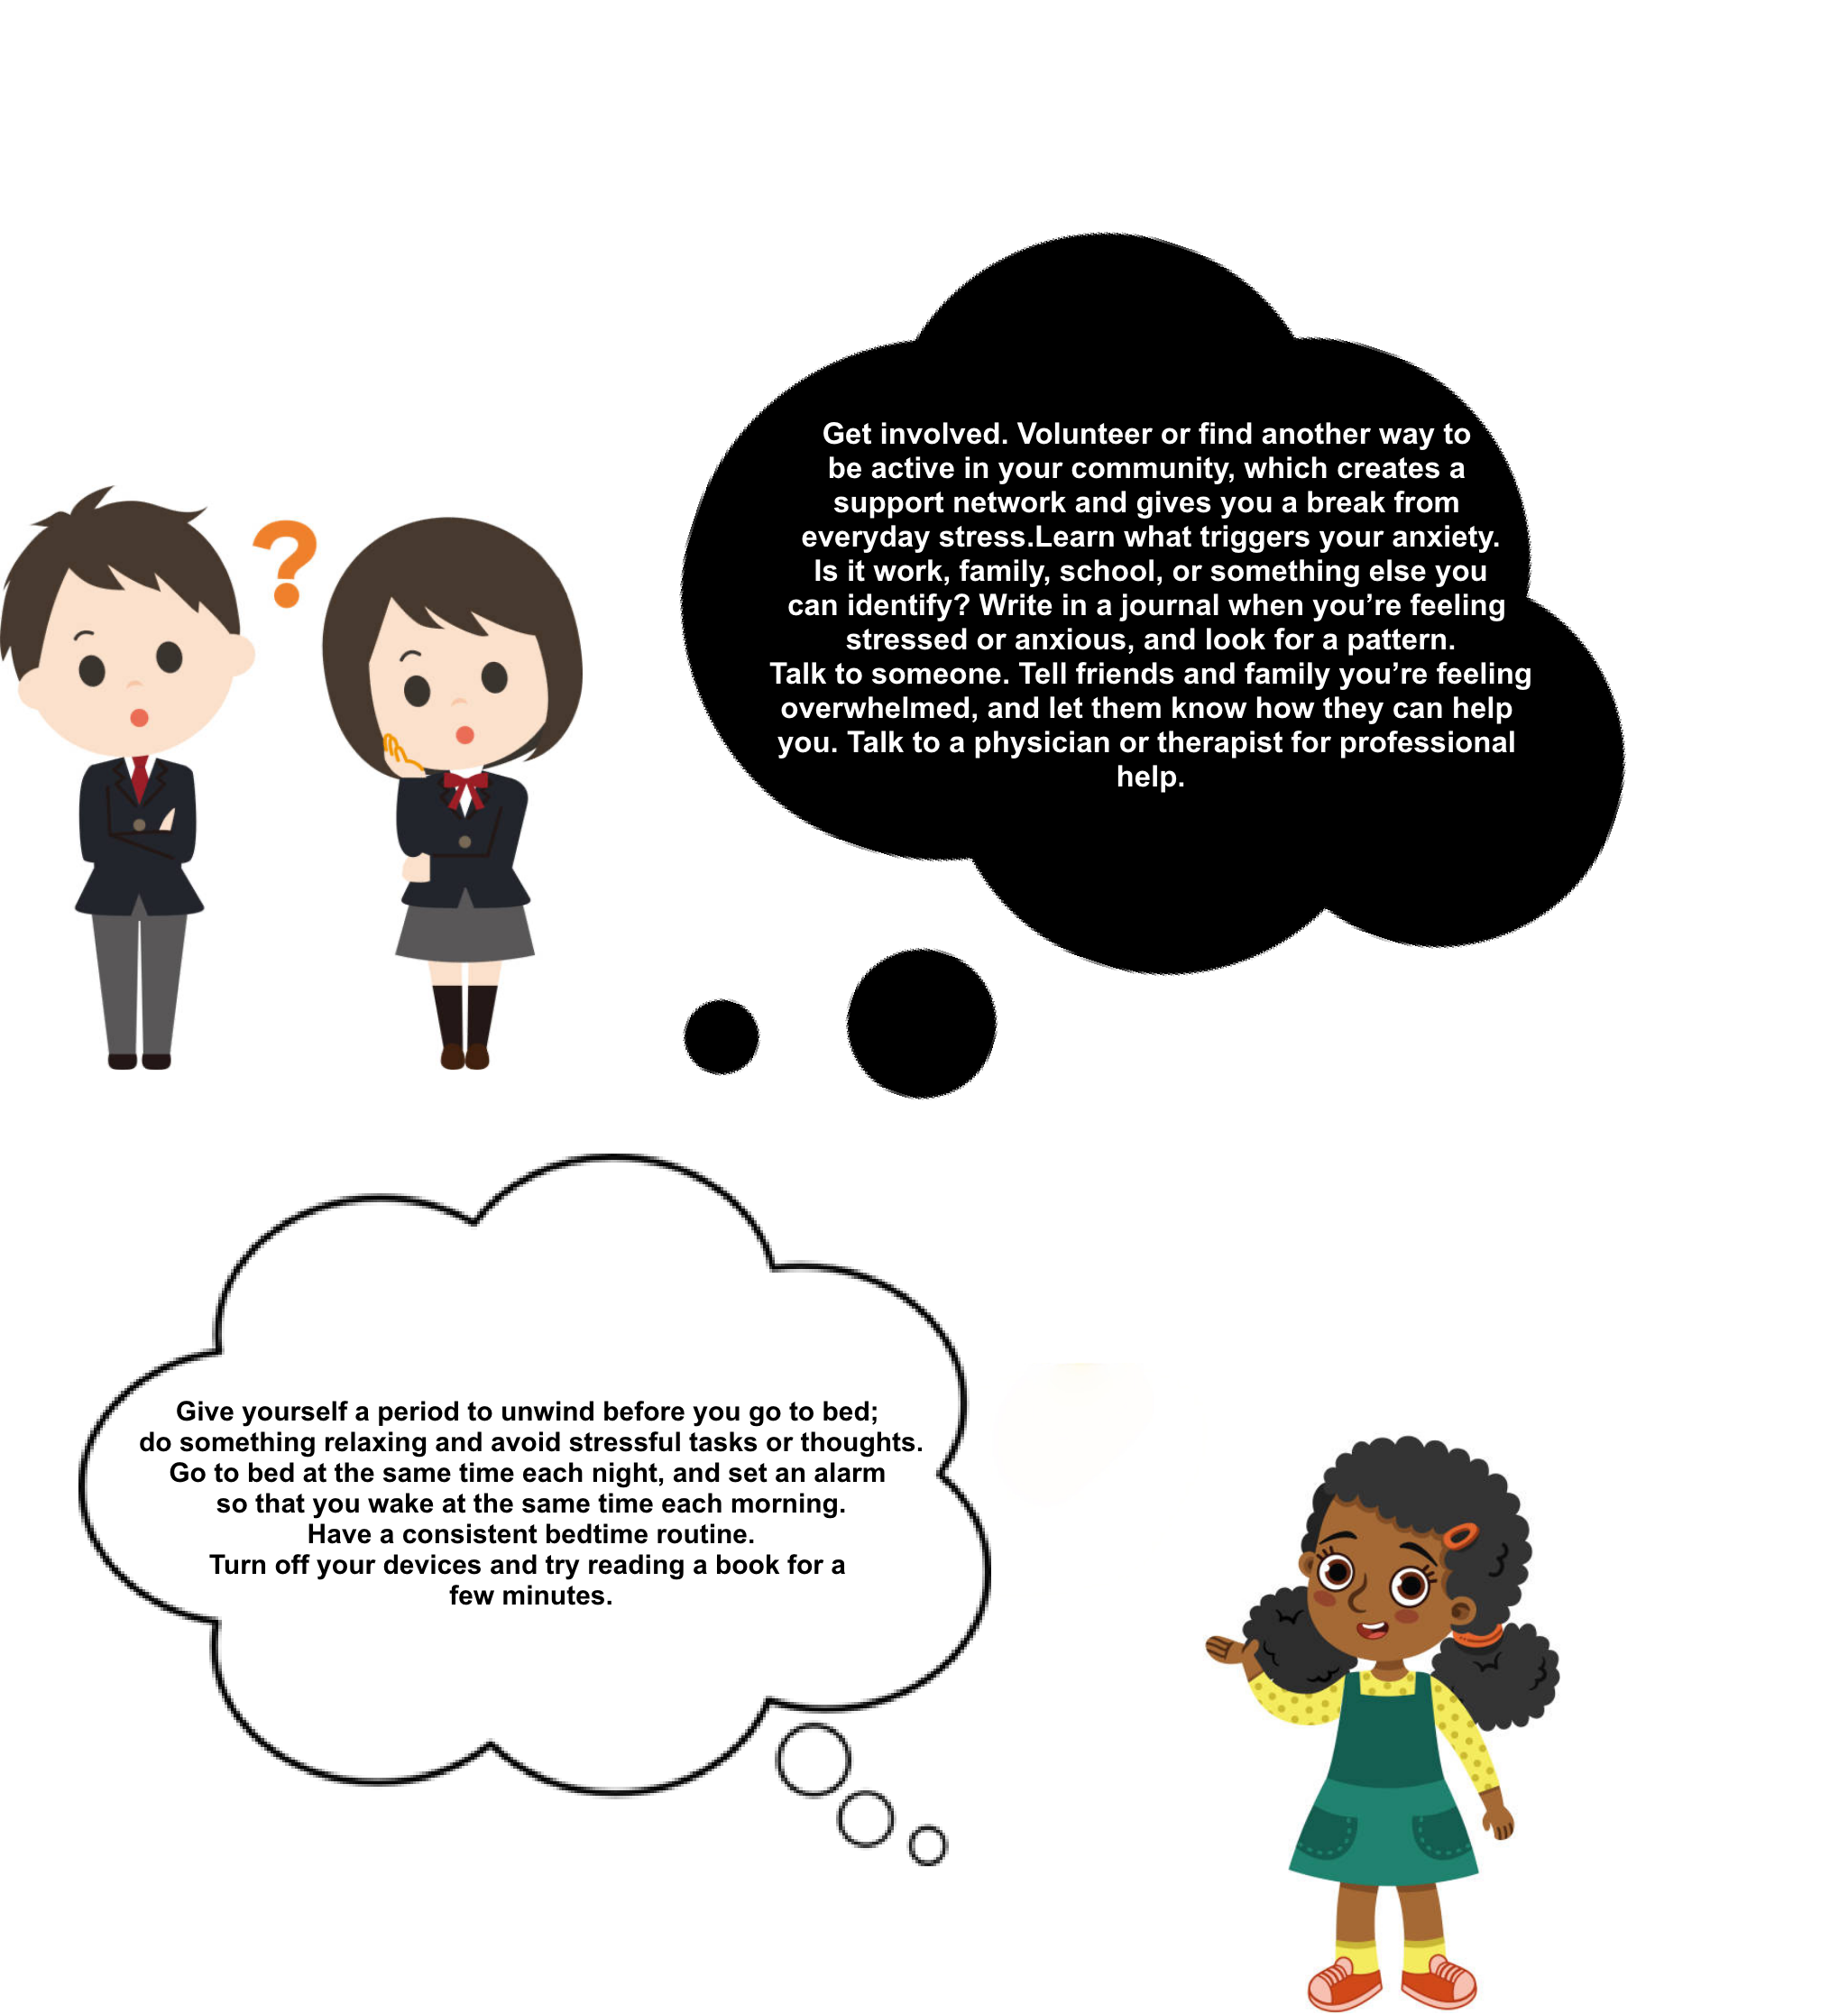 ?
Get involved. Volunteer or find another way to
be active in your community, which creates a
support network and gives you a break from
everyday stress.Learn what triggers your anxiety.
Is it work, family, school, or something else you
can identify? Write in a journal when you’re feeling
stressed or anxious, and look for a pattern.
Talk to someone. Tell friends and family you’re feeling
overwhelmed, and let them know how they can help
you. Talk to a physician or therapist for professional
help.
Give yourself a period to unwind before you go to bed;
do something relaxing and avoid stressful tasks or thoughts.
Go to bed at the same time each night, and set an alarm
so that you wake at the same time each morning.
Have a consistent bedtime routine.
Turn off your devices and try reading a book for a
few minutes.